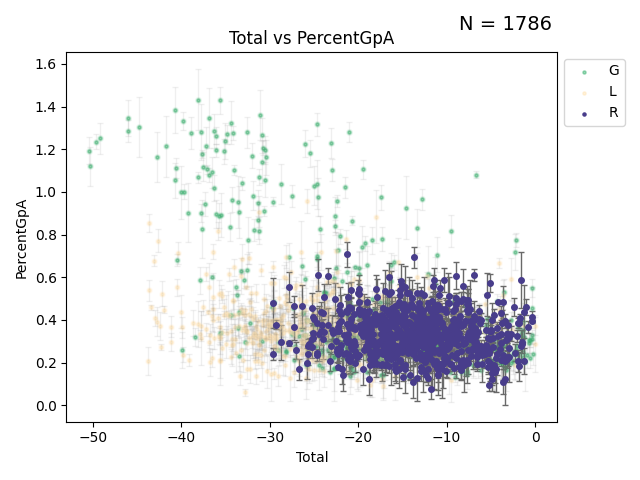 N = 1786
Total vs PercentGpA
G
L
R
PercentGpA
1.6
1.4
1.2
1.0
0.8
0.6
0.4
0.2
0.0
−50 −40 −30 −20 −10 0
Total